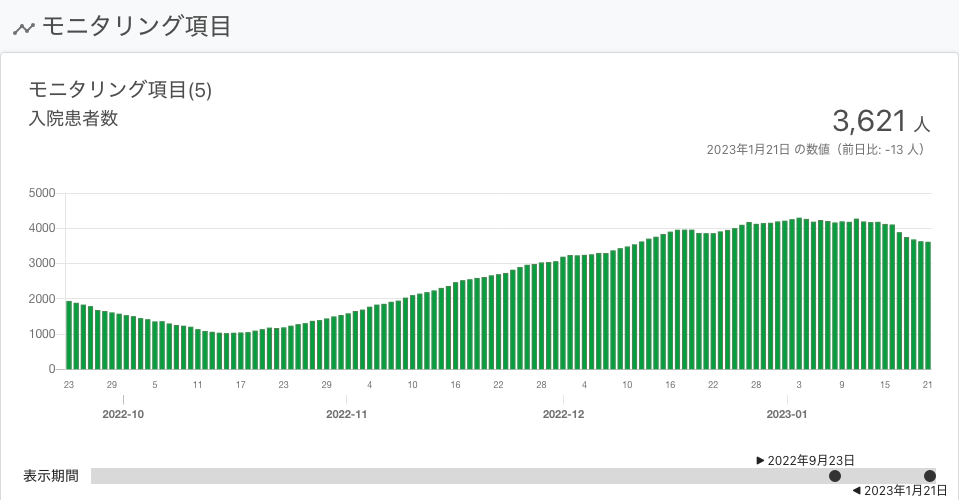 モニタリング項目
モニタリング項目(5)
入院患者数
3,621 人
2023年1月21日 の数値（前日比: -13 人）
5000
4000
3000
2000
1000
0
23 29 5 11 17 23 29 4 10 16 22 28 4 10 16 22 28 3 9 15 21
2022-10 2022-11 2022-12 2023-01
▶ 2022年9月23日
表示期間
◀ 2023年1月21日